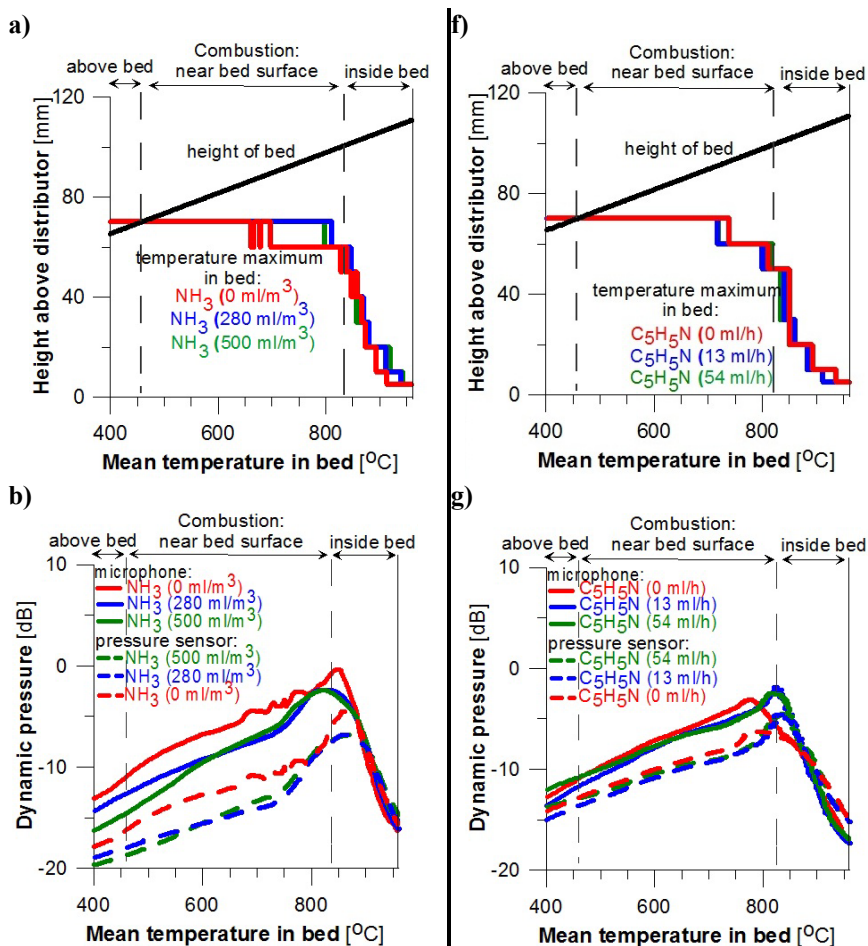 a)
Combustion:
above bed near bed surface inside bed
120
80
40
0
Height above distributor [mm]
height of bed
temperature maximum
in bed:
NH3 (0 ml/m3)
NH3 (280 ml/m3)
NH3 (500 ml/m3)
400 600 800
Mean temperature in bed [OC]
f)
Combustion:
above bed near bed surface inside bed
120
80
40
0
Height above distributor [mm]
height of bed
temperature maximum
in bed:
C5H5N (0 ml/h)
C5H5N (13 ml/h)
C5H5N (54 ml/h)
400 600 800
Mean temperature in bed [OC]
b)
Combustion:
above bed near bed surface inside bed
10
0
-10
-20
Dynamic pressure [dB]
microphone:
NH3 (0 ml/m3)
NH3 (280 ml/m3)
NH3 (500 ml/m3)
pressure sensor:
NH3 (500 ml/m3)
NH3 (280 ml/m3)
NH3 (0 ml/m3)
400 600 800
Mean temperature in bed [OC]
g)
Combustion:
above bed near bed surface inside bed
10
0
-10
-20
Dynamic pressure [dB]
microphone:
C5H5N (0 ml/h)
C5H5N (13 ml/h)
C5H5N (54 ml/h)
pressure sensor:
C5H5N (54 ml/h)
C5H5N (13 ml/h)
C5H5N (0 ml/h)
400 600 800
Mean temperature in bed [OC]